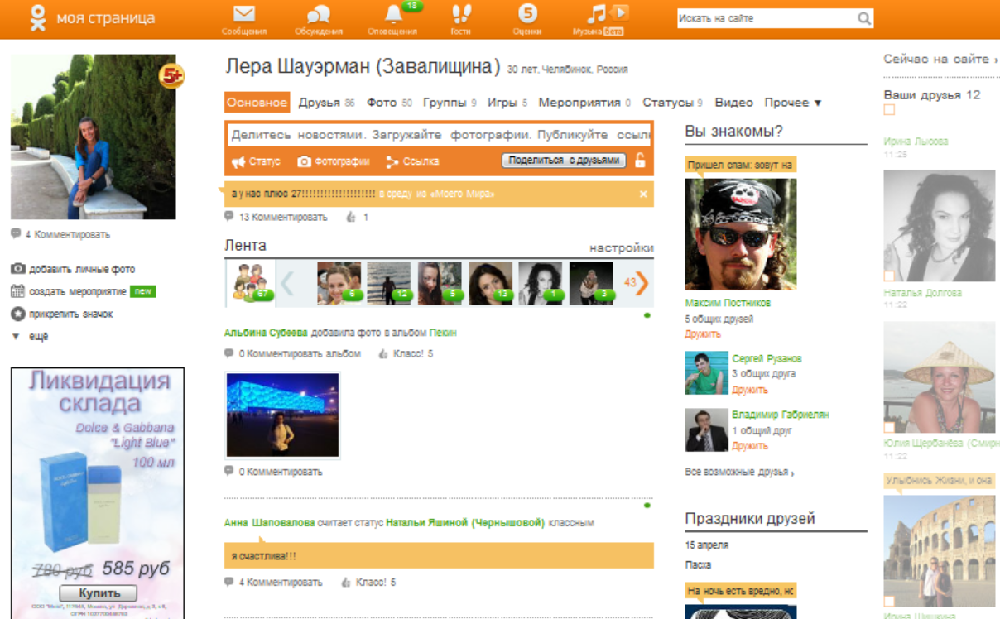 моя страница
Сообщения
Обсуждения
18
Оповещения
Гости
5
Оценки
Музыка бета
Искать на сайте
5+
4 Комментировать
добавить личные фото
создать мероприятие new
прикрепить значок
ещё
Ликвидация
склада
Dolce & Gabbana
"Light Blue"
100 мл
780 руб 585 руб
Купить
Лера Шауэрман (Завалищина) 30 лет, Челябинск, Россия
Основное Друзья 86 Фото 50 Группы 9 Игры 5 Мероприятия 0 Статусы 9 Видео Прочее
Делитесь новостями. Загружайте фотографии. Публикуйте ссыл
Статус Фотографии Ссылка Поделиться с друзьями
а у нас плюс 27!!!!!!!!!!!!!!!!!!!! в среду из «Моего Мира»
13 Комментировать 1
Лента настройки
67 6 12 5 13 1 3 43
Альбина Субеева добавила фото в альбом Пекин
0 Комментировать альбом Класс! 5
0 Комментировать
Анна Шаповалова считает статус Натальи Яшиной (Чернышовой) классным
я счастлива!!!
4 Комментировать Класс! 5
Вы знакомы?
Пришел спам: зовут на
Максим Постников
5 общих друзей
Дружить
Сергей Рузанов
3 общих друга
Дружить
Владимир Габриелян
1 общий друг
Дружить
Все возможные друзья ›
Праздники друзей
15 апреля
Пасха
На ночь есть вредно, но
Сейчас на сайте ›
Ваши друзья 12
Ирина Лысова
11:25
Наталья Долгова
11:22
Юлия Щербанёва (Смирн
11:22
Улыбнись Жизни, и она
Ирина Шишкина